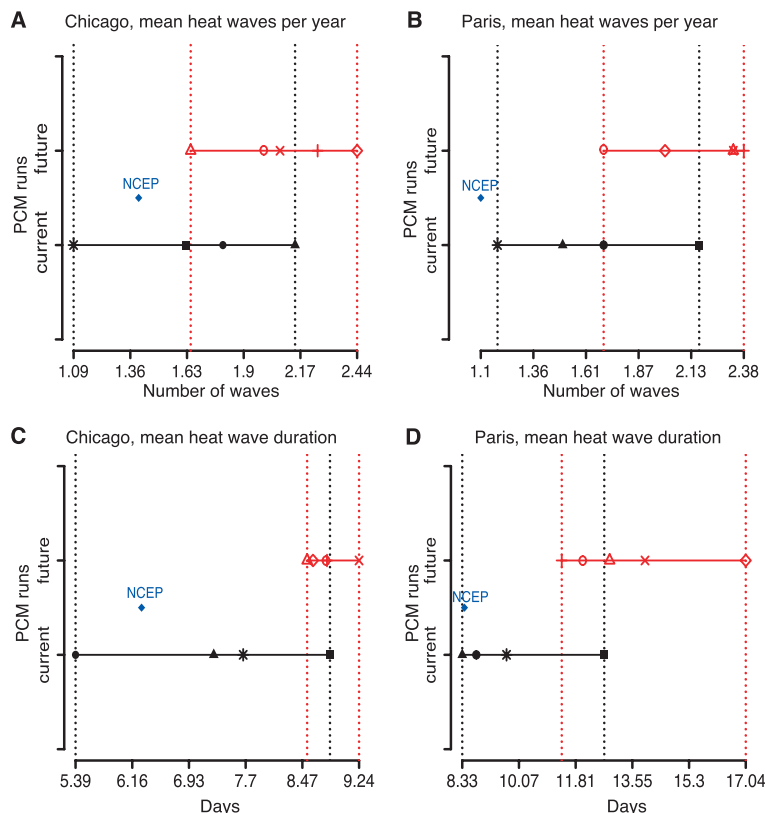 A Chicago, mean heat waves per year
PCM runs
current future
NCEP
1.09 1.36 1.63 1.9 2.17 2.44
Number of waves
B Paris, mean heat waves per year
PCM runs
current future
NCEP
1.1 1.36 1.61 1.87 2.13 2.38
Number of waves
C Chicago, mean heat wave duration
PCM runs
current future
NCEP
5.39 6.16 6.93 7.7 8.47 9.24
Days
D Paris, mean heat wave duration
PCM runs
current future
NCEP
8.33 10.07 11.81 13.55 15.3 17.04
Days